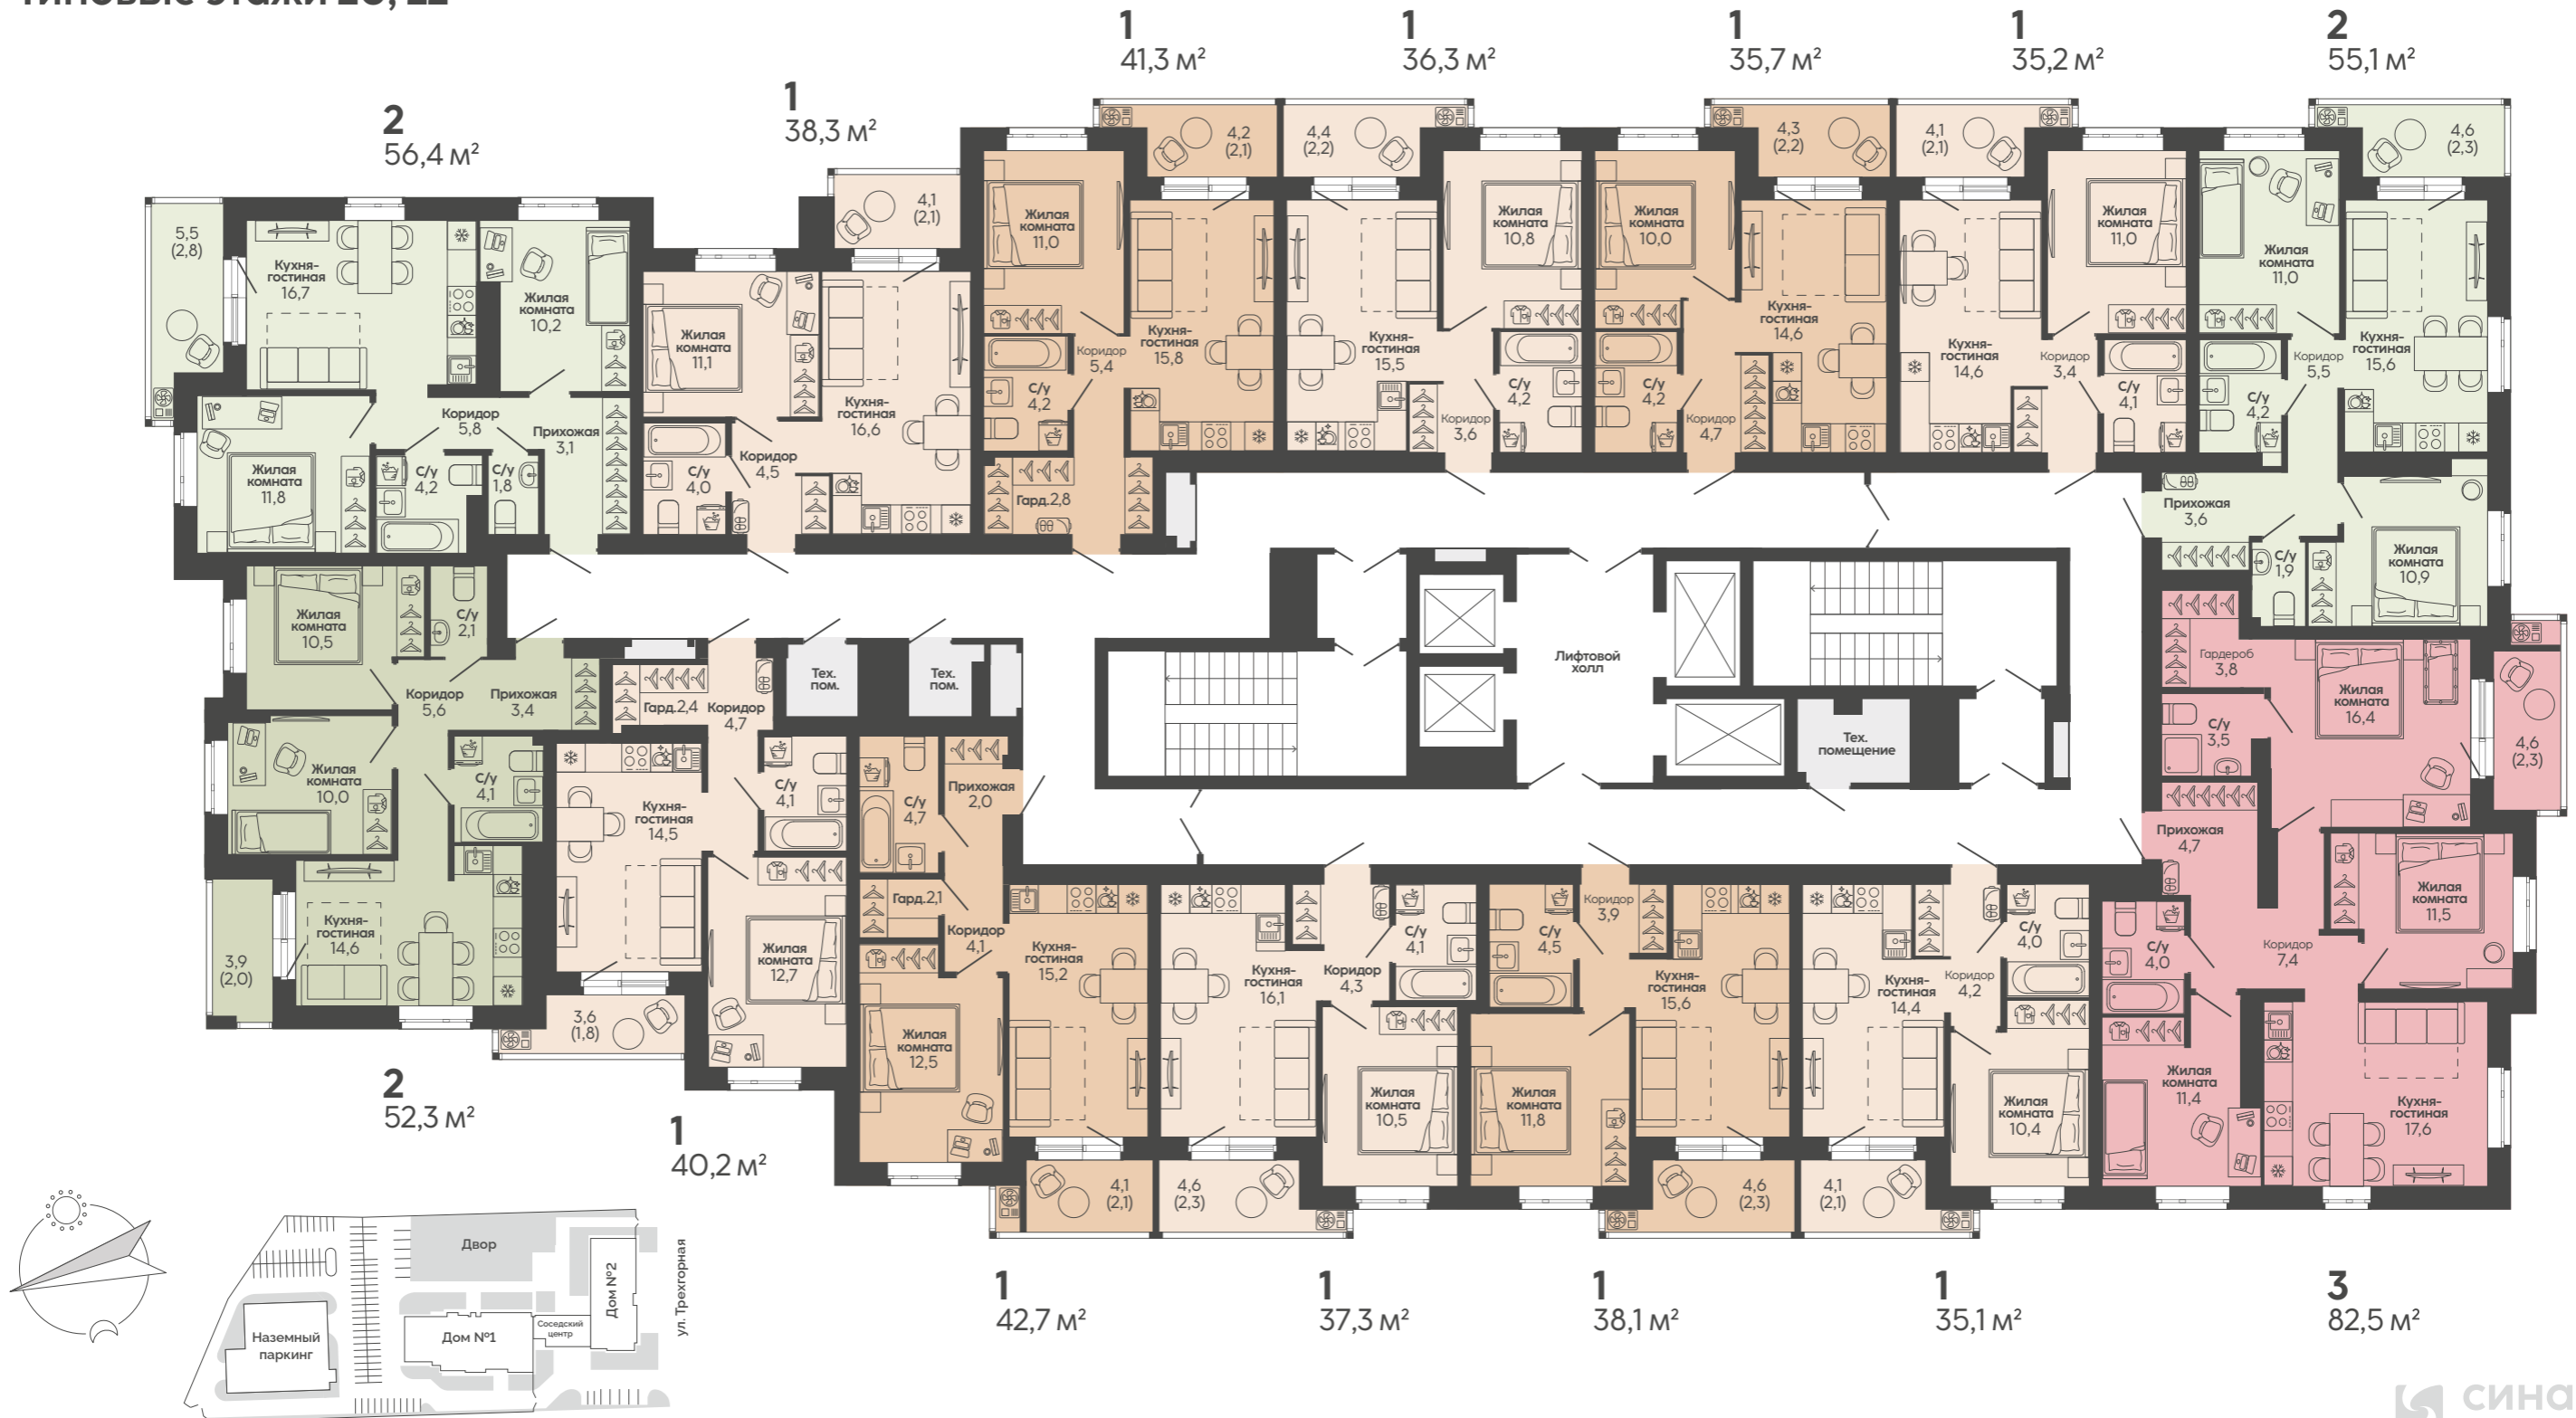 1
41,3 м²
1
36,3 м²
1
35,7 м²
1
35,2 м²
2
55,1 м²
2
56,4 м²
1
38,3 м²
5,5
(2,8)
Кухня-
гостиная
16,7
Жилая
комната
10,2
Жилая
комната
11,8
Коридор
5,8
Прихожая
3,1
С/у
4,2
С/у
1,8
4,1
(2,1)
Жилая
комната
11,1
Кухня-
гостиная
16,6
Коридор
4,5
С/у
4,0
4,2
(2,1)
Жилая
комната
11,0
Кухня-
гостиная
15,8
Коридор
5,4
С/у
4,2
Гард.2,8
4,4
(2,2)
Жилая
комната
10,8
Кухня-
гостиная
15,5
С/у
4,2
Коридор
3,6
4,3
(2,2)
Жилая
комната
10,0
Кухня-
гостиная
14,6
С/у
4,2
Коридор
4,7
4,1
(2,1)
Жилая
комната
11,0
Кухня-
гостиная
14,6
Коридор
3,4
С/у
4,1
4,6
(2,3)
Жилая
комната
11,0
Кухня-
гостиная
15,6
Коридор
5,5
С/у
4,2
Прихожая
3,6
С/у
1,9
Жилая
комната
10,9
Жилая
комната
10,5
С/у
2,1
Коридор
5,6
Прихожая
3,4
Жилая
комната
10,0
С/у
4,1
Кухня-
гостиная
14,6
3,9
(2,0)
Гард.2,4
Коридор
4,7
Кухня-
гостиная
14,5
С/у
4,1
Жилая
комната
12,7
3,6
(1,8)
Тех.
пом.
Тех.
пом.
Лифтовой
холл
Тех.
помещение
С/у
4,7
Прихожая
2,0
Гард.2,1
Коридор
4,1
Кухня-
гостиная
15,2
Жилая
комната
12,5
4,1
(2,1)
Кухня-
гостиная
16,1
Коридор
4,3
С/у
4,1
Жилая
комната
10,5
4,6
(2,3)
С/у
4,5
Коридор
3,9
Кухня-
гостиная
15,6
Жилая
комната
11,8
4,6
(2,3)
Кухня-
гостиная
14,4
Коридор
4,2
С/у
4,0
Жилая
комната
10,4
4,1
(2,1)
Гардероб
3,8
Жилая
комната
16,4
С/у
3,5
4,6
(2,3)
Прихожая
4,7
Жилая
комната
11,5
С/у
4,0
Коридор
7,4
Жилая
комната
11,4
Кухня-
гостиная
17,6
2
52,3 м²
1
40,2 м²
1
42,7 м²
1
37,3 м²
1
38,1 м²
1
35,1 м²
3
82,5 м²
Двор
Дом №2
ул. Трехгорная
Соседский
центр
Дом №1
Наземный
паркинг
сина